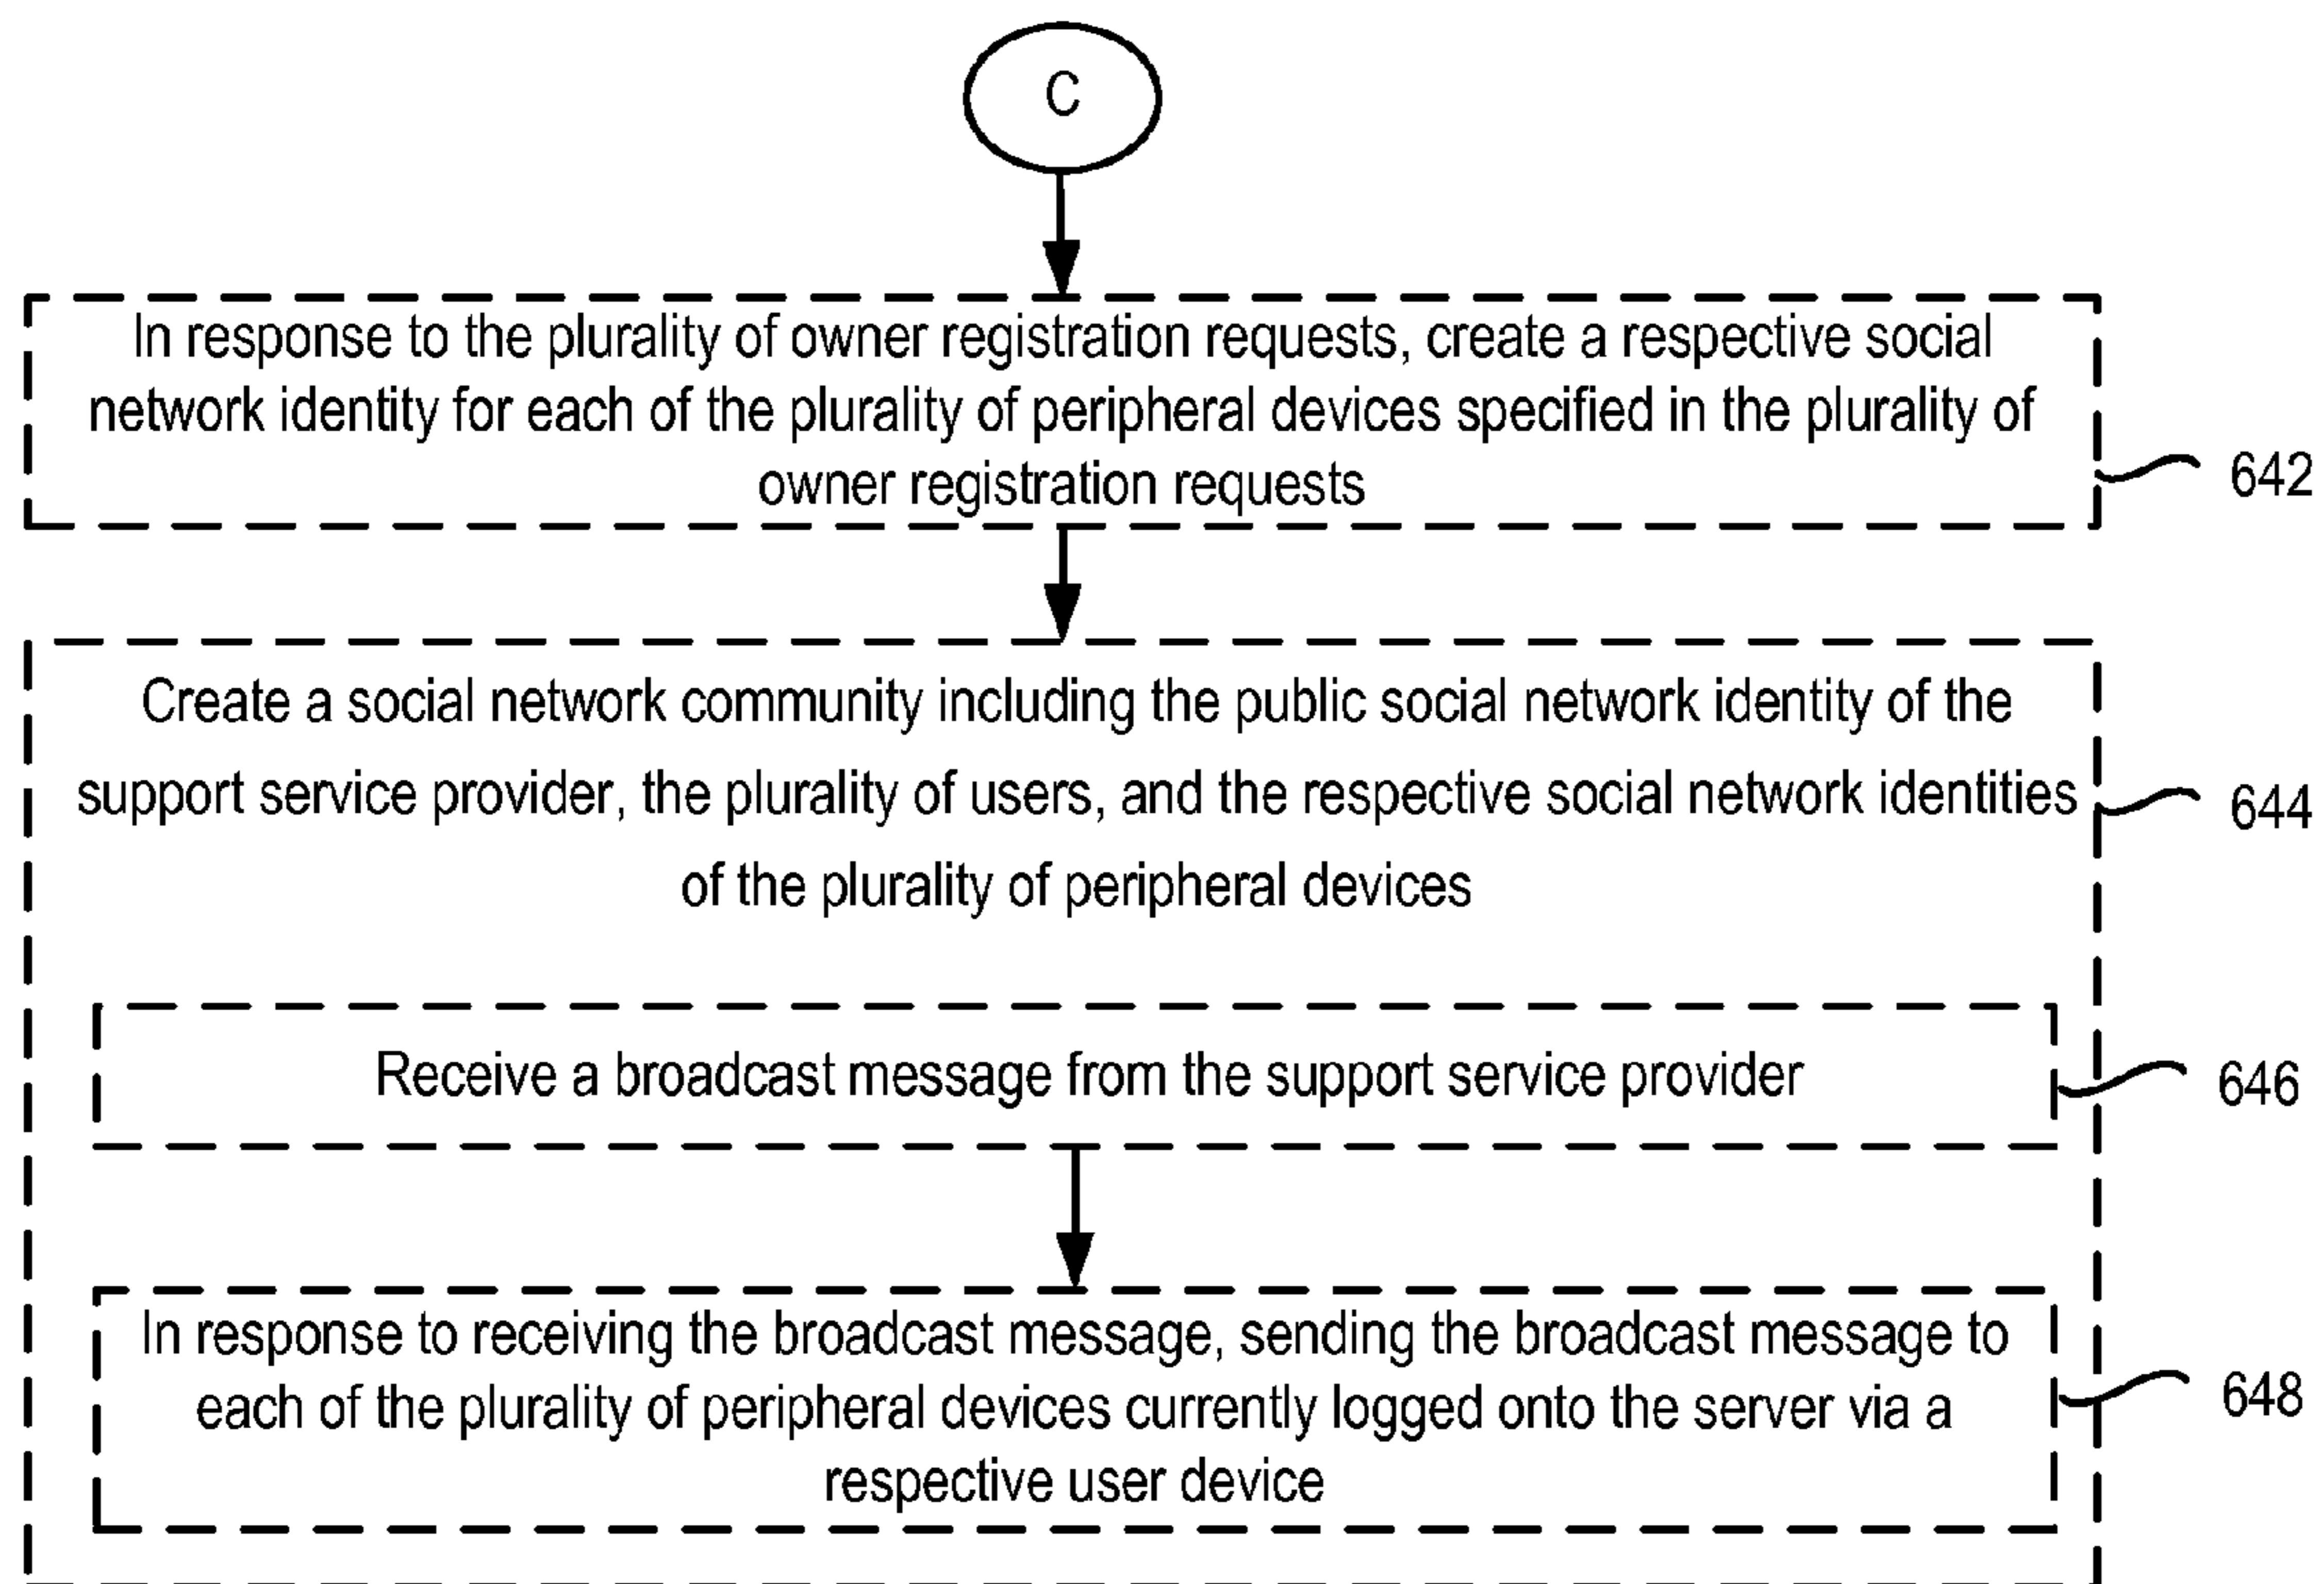 C
In response to the plurality of owner registration requests, create a respective social
network identity for each of the plurality of peripheral devices specified in the plurality of
owner registration requests
642
Create a social network community including the public social network identity of the
support service provider, the plurality of users, and the respective social network identities
of the plurality of peripheral devices
644
Receive a broadcast message from the support service provider
646
In response to receiving the broadcast message, sending the broadcast message to
each of the plurality of peripheral devices currently logged onto the server via a
respective user device
648